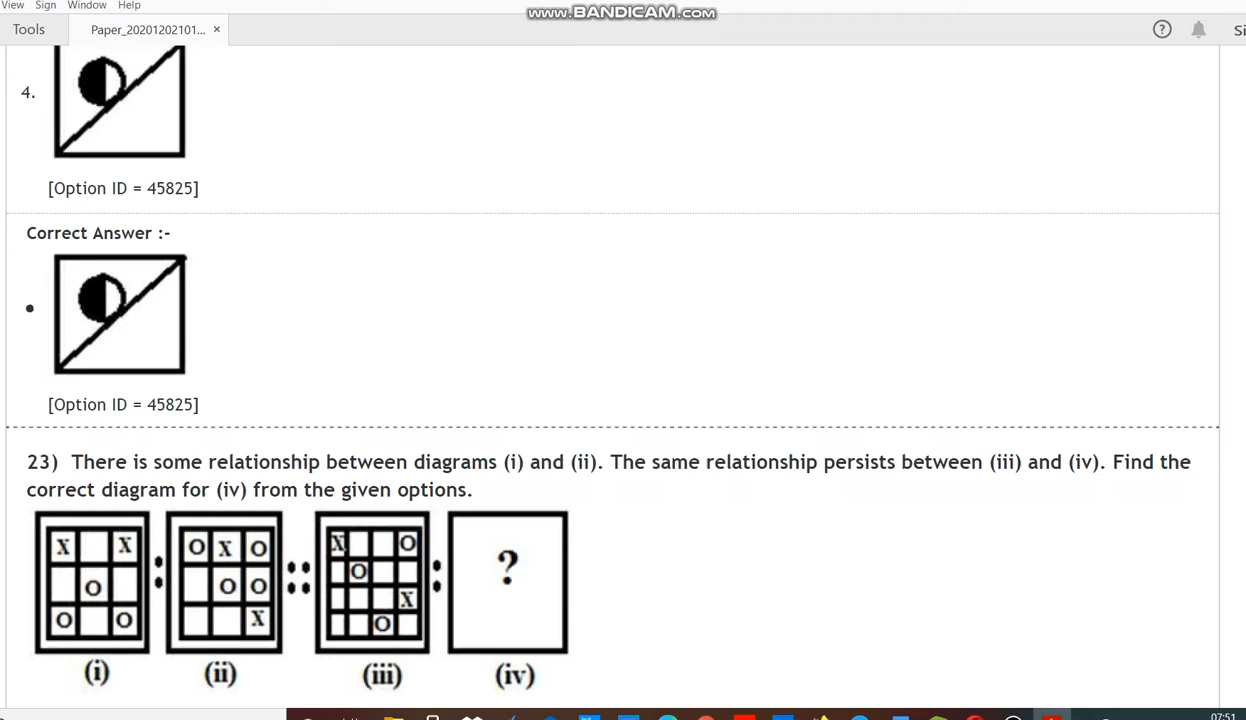 View Sign Window Help
www.BANDICAM.com
Tools Paper_20201202101... × ? Si
4.
[Option ID = 45825]
Correct Answer :-
[Option ID = 45825]
23) There is some relationship between diagrams (i) and (ii). The same relationship persists between (iii) and (iv). Find the
correct diagram for (iv) from the given options.
X X O X O X O ?
O O O O
X
O O X O
(i) (ii) (iii) (iv)
07:51